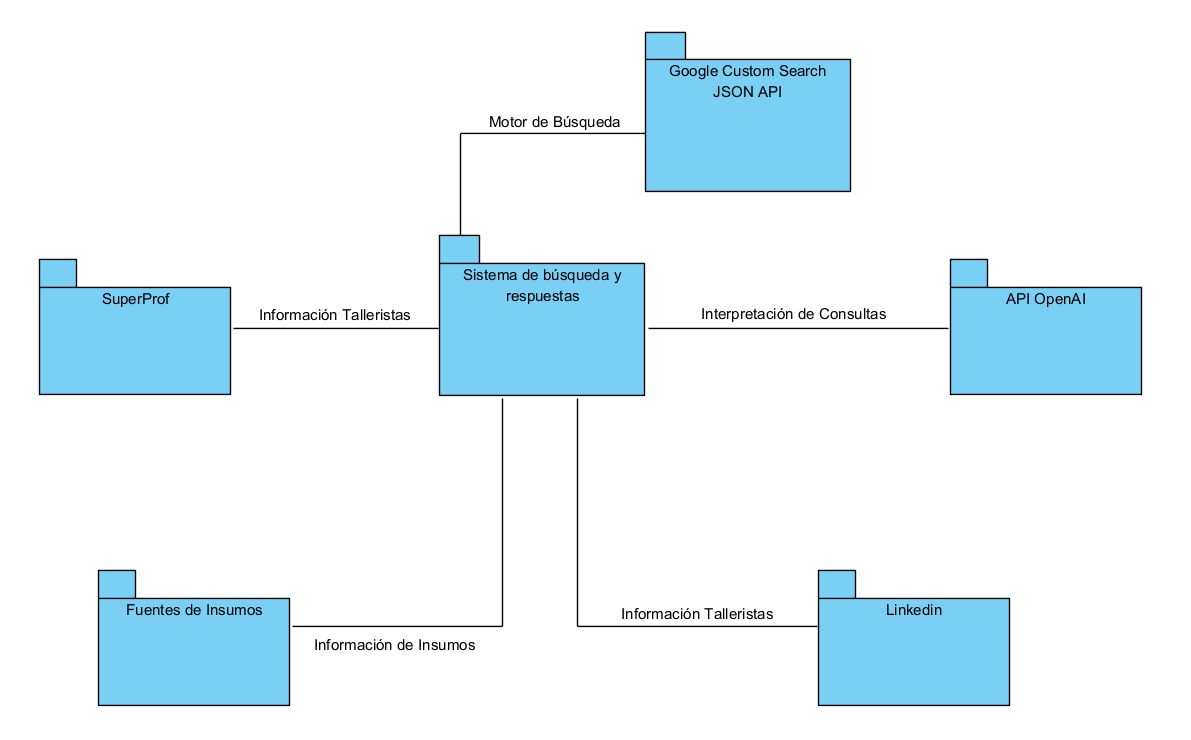 Google Custom Search
JSON API
Motor de Búsqueda
Sistema de búsqueda y
respuestas
SuperProf
Información Talleristas
Interpretación de Consultas
API OpenAI
Fuentes de Insumos
Información de Insumos
Información Talleristas
Linkedin